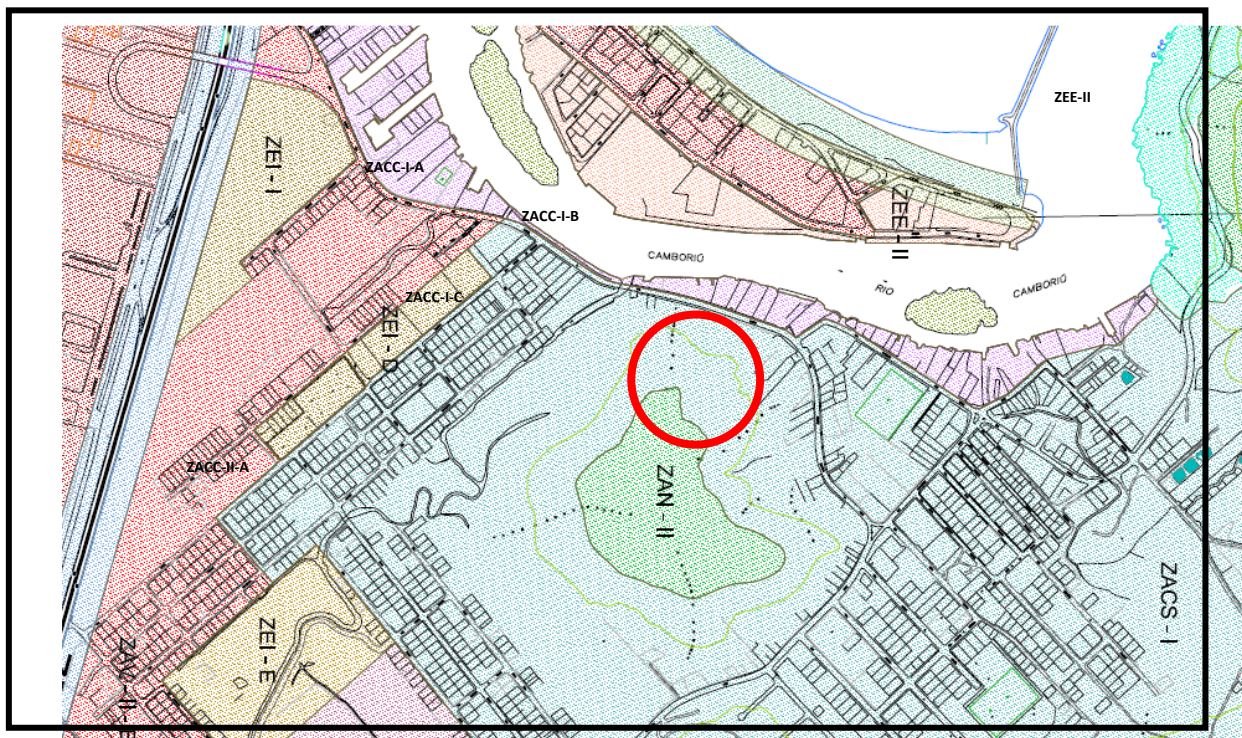 ZEE-II
ZEI - I
ZACC-I-A
ZACC-I-B
ZEE - II
CAMBORIÚ
RIO
CAMBORIÚ
ZACC-I-C
ZEI - D
ZACC-II-A
ZAN - II
ZACS - I
ZEI - E